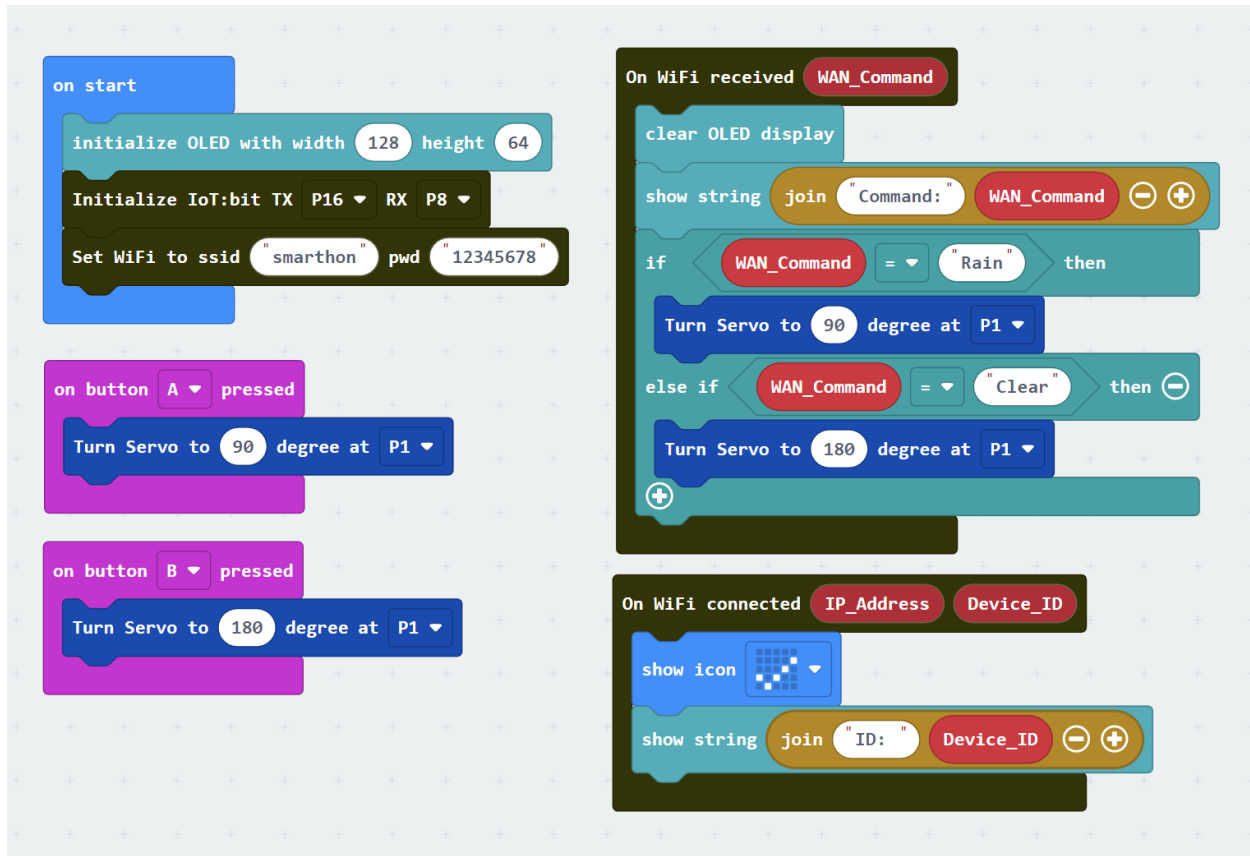 on start
initialize OLED with width 128 height 64
Initialize IoT:bit TX P16 RX P8
Set WiFi to ssid "smarthon" pwd "12345678"
on button A pressed
Turn Servo to 90 degree at P1
on button B pressed
Turn Servo to 180 degree at P1
On WiFi received WAN_Command
clear OLED display
show string join "Command:" WAN_Command
if WAN_Command = "Rain" then
Turn Servo to 90 degree at P1
else if WAN_Command = "Clear" then
Turn Servo to 180 degree at P1
On WiFi connected IP_Address Device_ID
show icon
show string join "ID: " Device_ID